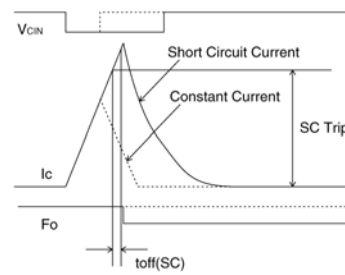 VCIN
Short Circuit Current
Constant Current
SC Trip
Ic
Fo
toff(SC)